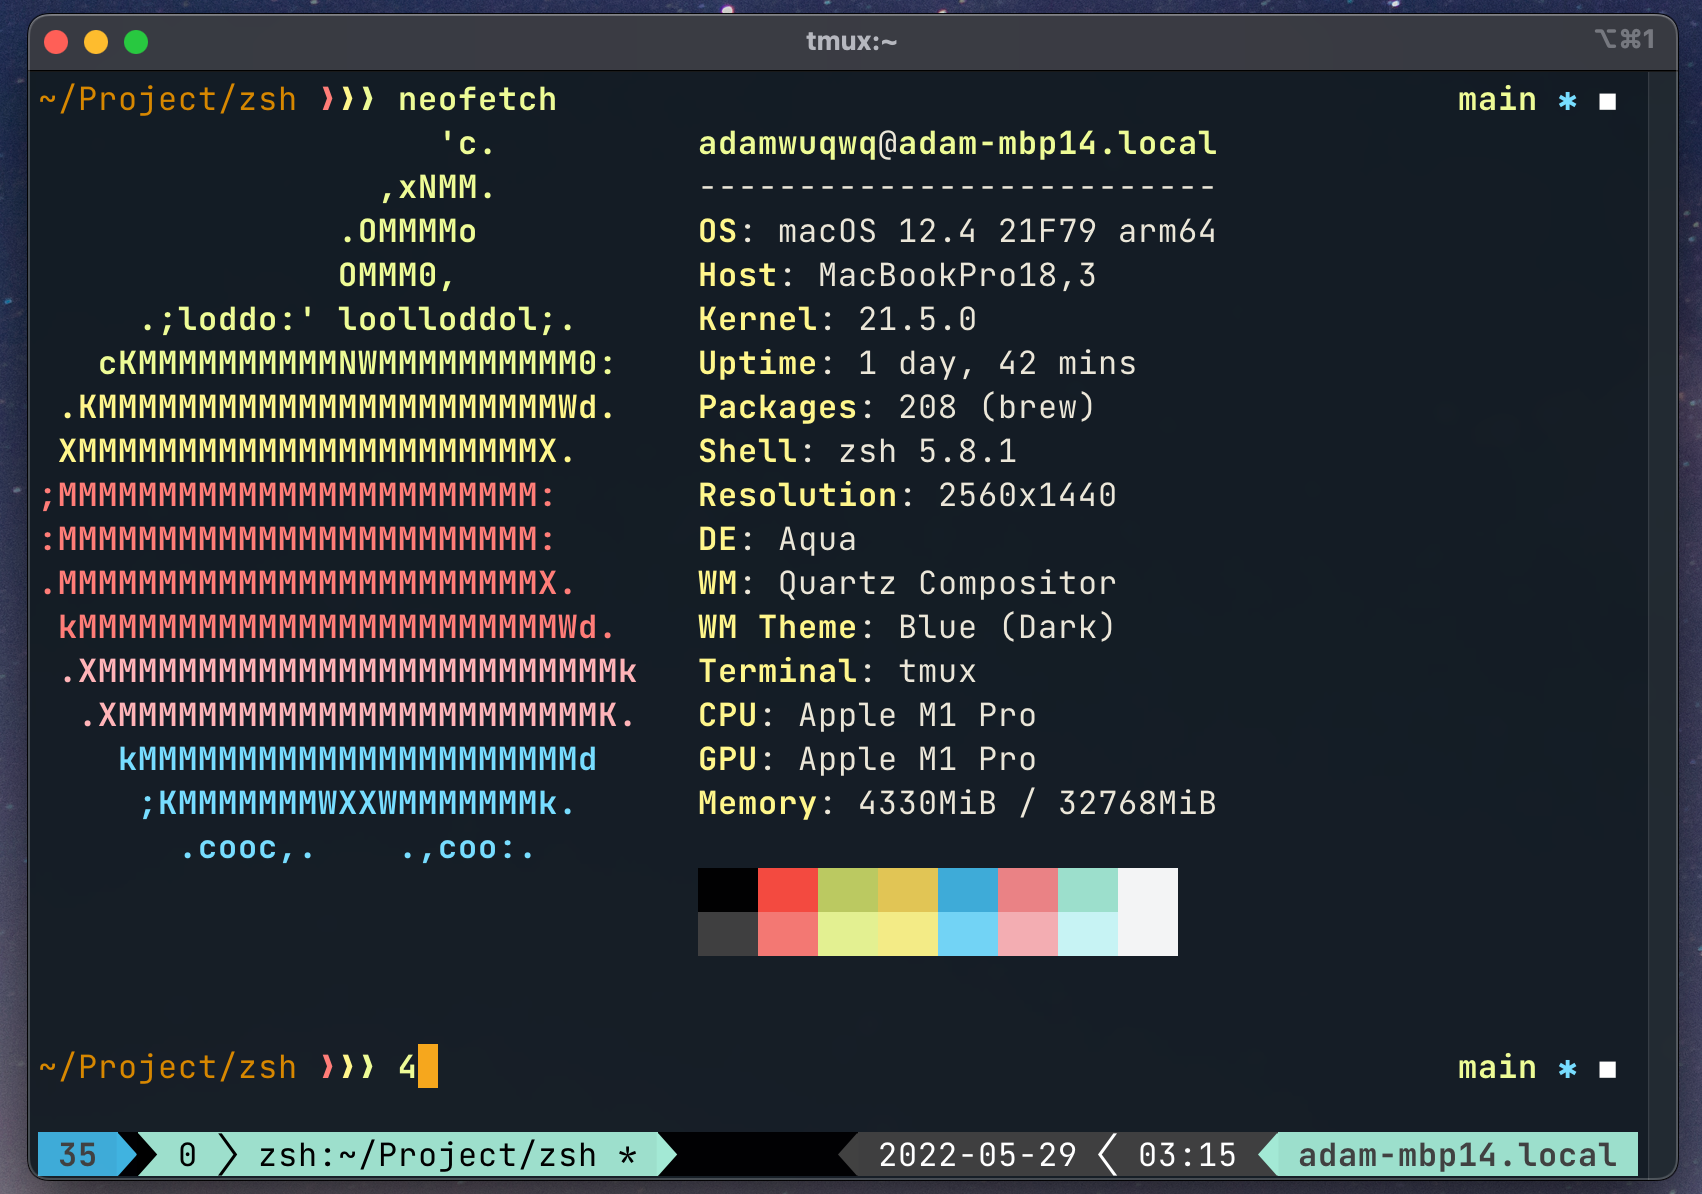 tmux:~ ⌥⌘1
~/Project/zsh ❯❯❯ neofetch main * ■
'c. adamwuqwq@adam-mbp14.local
,xNMM. --------------------------
.OMMMMo OS: macOS 12.4 21F79 arm64
OMMM0, Host: MacBookPro18,3
.;loddo:' loolloddol;. Kernel: 21.5.0
cKMMMMMMMMMMNWMMMMMMMMMM0: Uptime: 1 day, 42 mins
.KMMMMMMMMMMMMMMMMMMMMMMMWd. Packages: 208 (brew)
XMMMMMMMMMMMMMMMMMMMMMMMX. Shell: zsh 5.8.1
;MMMMMMMMMMMMMMMMMMMMMMMM: Resolution: 2560x1440
:MMMMMMMMMMMMMMMMMMMMMMMM: DE: Aqua
.MMMMMMMMMMMMMMMMMMMMMMMMX. WM: Quartz Compositor
kMMMMMMMMMMMMMMMMMMMMMMMMWd. WM Theme: Blue (Dark)
.XMMMMMMMMMMMMMMMMMMMMMMMMMMk Terminal: tmux
.XMMMMMMMMMMMMMMMMMMMMMMMMK. CPU: Apple M1 Pro
kMMMMMMMMMMMMMMMMMMMMMMd GPU: Apple M1 Pro
;KMMMMMMMWXXWMMMMMMMk. Memory: 4330MiB / 32768MiB
.cooc,. .,coo:.
~/Project/zsh ❯❯❯ 4 main * ■
35 0 zsh:~/Project/zsh * 2022-05-29 03:15 adam-mbp14.local